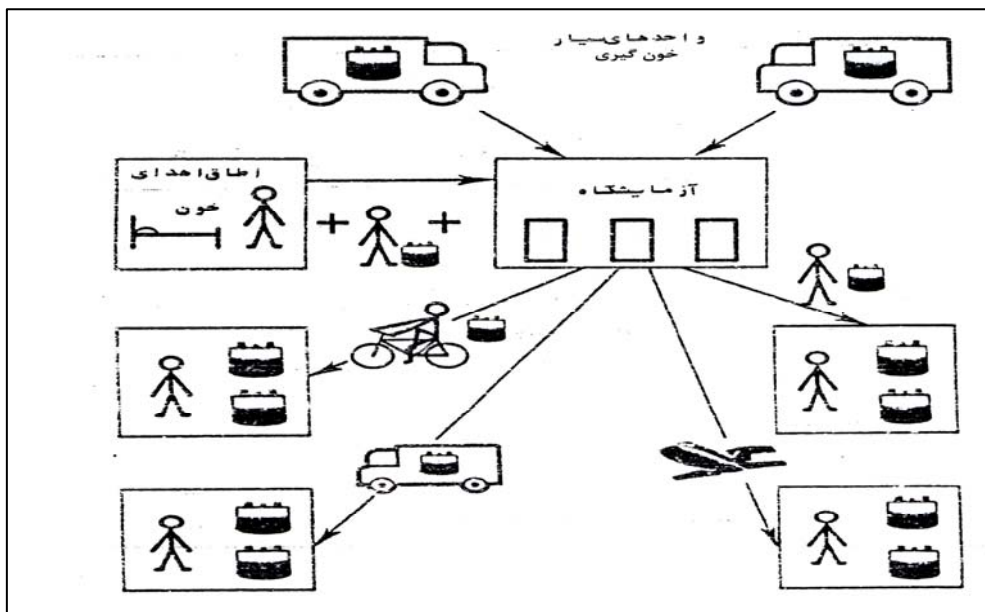 واحدهای سیار
خون گیری
اطاق اهدای
خون
آزمایشگاه